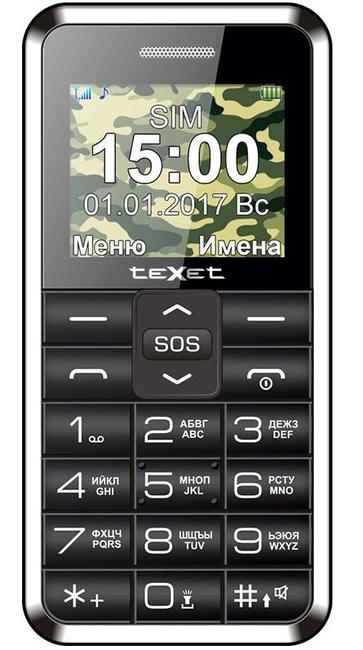 SIM
15:00
01.01.2017 Вс
Меню Имена
teXet
SOS
1 2 АБВГ ABC 3 ДЕЖЗ DEF
4 ИЙКЛ GHI 5 МНОП JKL 6 РСТУ MNO
7 ФХЦЧ PQRS 8 ШЩЪЫ TUV 9 ЬЭЮЯ WXYZ
*+ 0 #